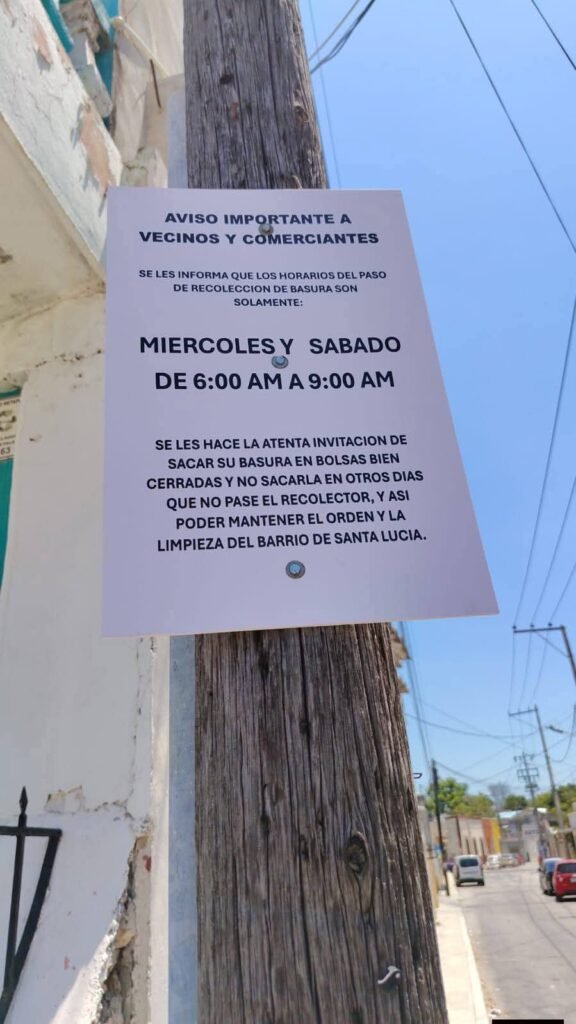 AVISO IMPORTANTE A
VECINOS Y COMERCIANTES
SE LES INFORMA QUE LOS HORARIOS DEL PASO
DE RECOLECCION DE BASURA SON
SOLAMENTE:
MIERCOLES Y SABADO
DE 6:00 AM A 9:00 AM
SE LES HACE LA ATENTA INVITACION DE
SACAR SU BASURA EN BOLSAS BIEN
CERRADAS Y NO SACARLA EN OTROS DIAS
QUE NO PASE EL RECOLECTOR, Y ASI
PODER MANTENER EL ORDEN Y LA
LIMPIEZA DEL BARRIO DE SANTA LUCIA.
63